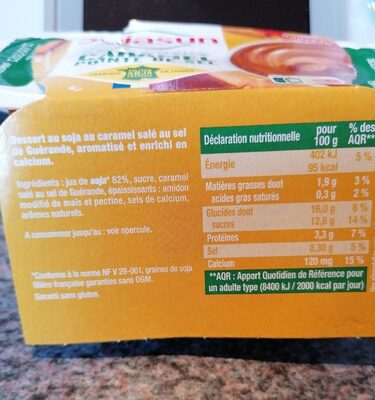 Dessert au soja au caramel salé au sel
de Guérande, aromatisé et enrichi en
calcium.
Ingrédients : jus de soja* 82%, sucre, caramel
salé au sel de Guérande, épaississants : amidon
modifié de maïs et pectine, sels de calcium,
arômes naturels.
A consommer jusqu'au : voir opercule.
*Conforme à la norme NF V 29-001, graines de soja
filière française garanties sans OGM.
Garanti sans gluten.
Déclaration nutritionnelle pour 100 g % des AQR**
Énergie 402 kJ 95 kcal 5 %
Matières grasses dont 1,9 g 3 %
acides gras saturés 0,3 g 2 %
Glucides dont 16,0 g 6 %
sucres 12,8 g 14 %
Protéines 3,3 g 7 %
Sel 0,30 g 5 %
Calcium 120 mg 15 %
**AQR : Apport Quotidien de Référence pour
un adulte type (8400 kJ / 2000 kcal par jour)